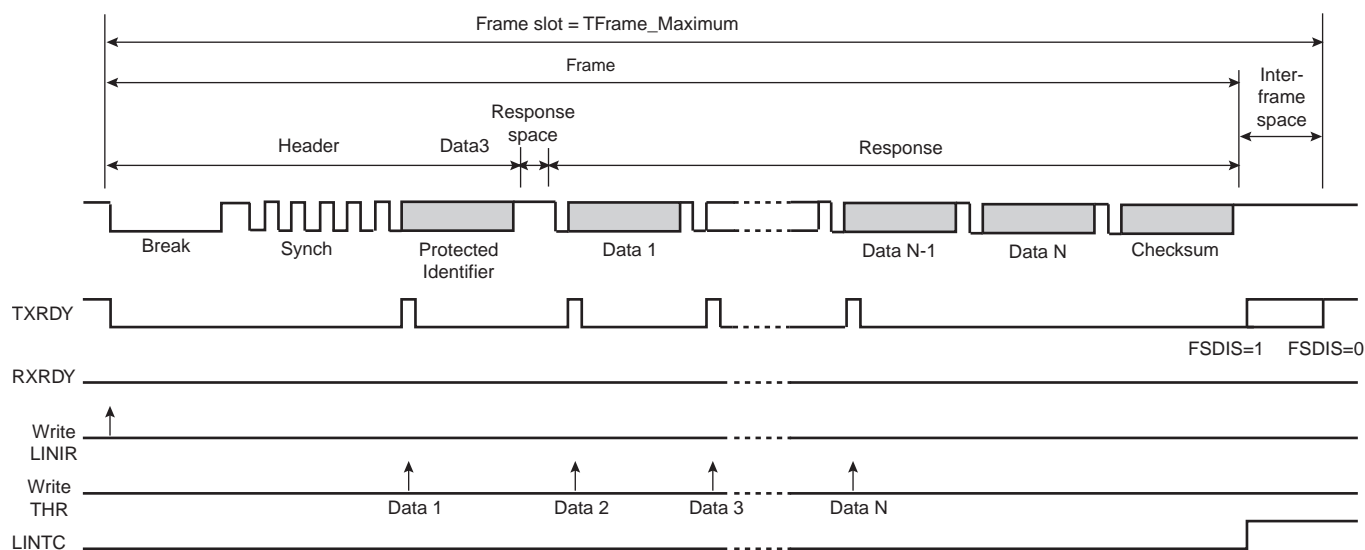 Frame slot = TFrame_Maximum
Frame
Inter-
frame
space
Response
space
Header
Data3
Response
Break
Synch
Protected
Identifier
Data 1
Data N-1
Data N
Checksum
TXRDY
FSDIS=1
FSDIS=0
RXRDY
Write
LINIR
Write
THR
Data 1
Data 2
Data 3
Data N
LINTC